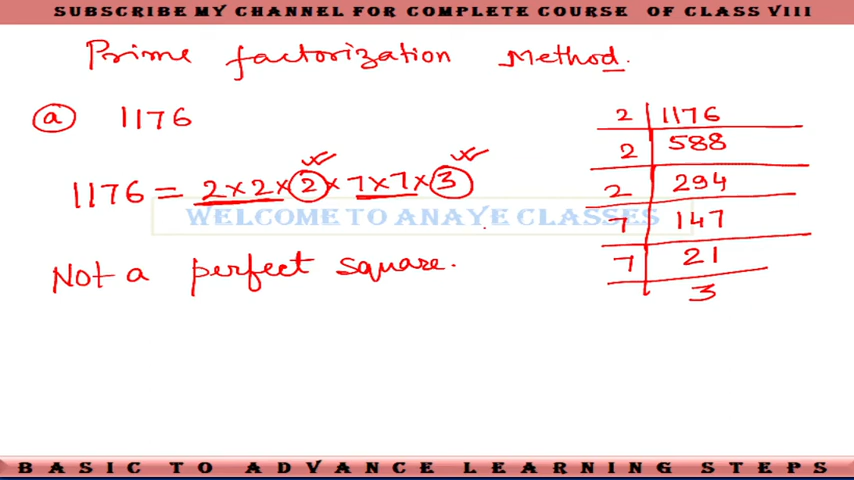 SUBSCRIBE MY CHANNEL FOR COMPLETE COURSE OF CLASS VIII
Prime factorization Method.
(a) 1176
1176 = 2×2×2×7×7×3
WELCOME TO ANAYE CLASSES
Not a perfect square.
2 | 1176
2 | 588
2 | 294
7 | 147
7 | 21
| 3
BASIC TO ADVANCE LEARNING STEPS